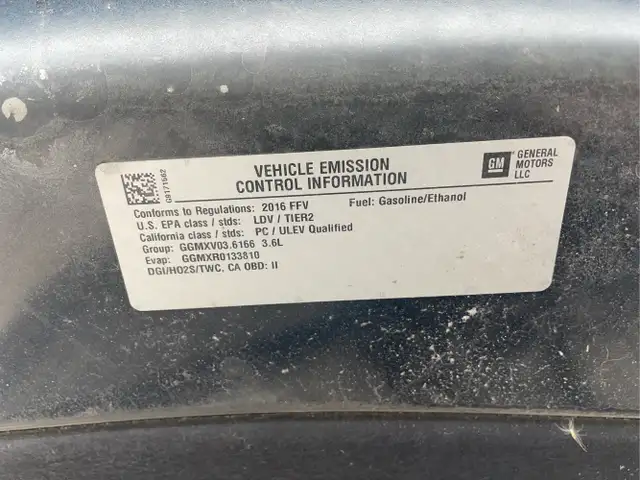 VEHICLE EMISSION
CONTROL INFORMATION
GM
GENERAL
MOTORS
LLC
Conforms to Regulations: 2016 FFV Fuel: Gasoline/Ethanol
U.S. EPA class / stds: LDV / TIER2
California class / stds: PC / ULEV Qualified
Group: GGMXV03.6166 3.6L
Evap: GGMXR0133810
DGI/HO2S/TWC, CA OBD: II